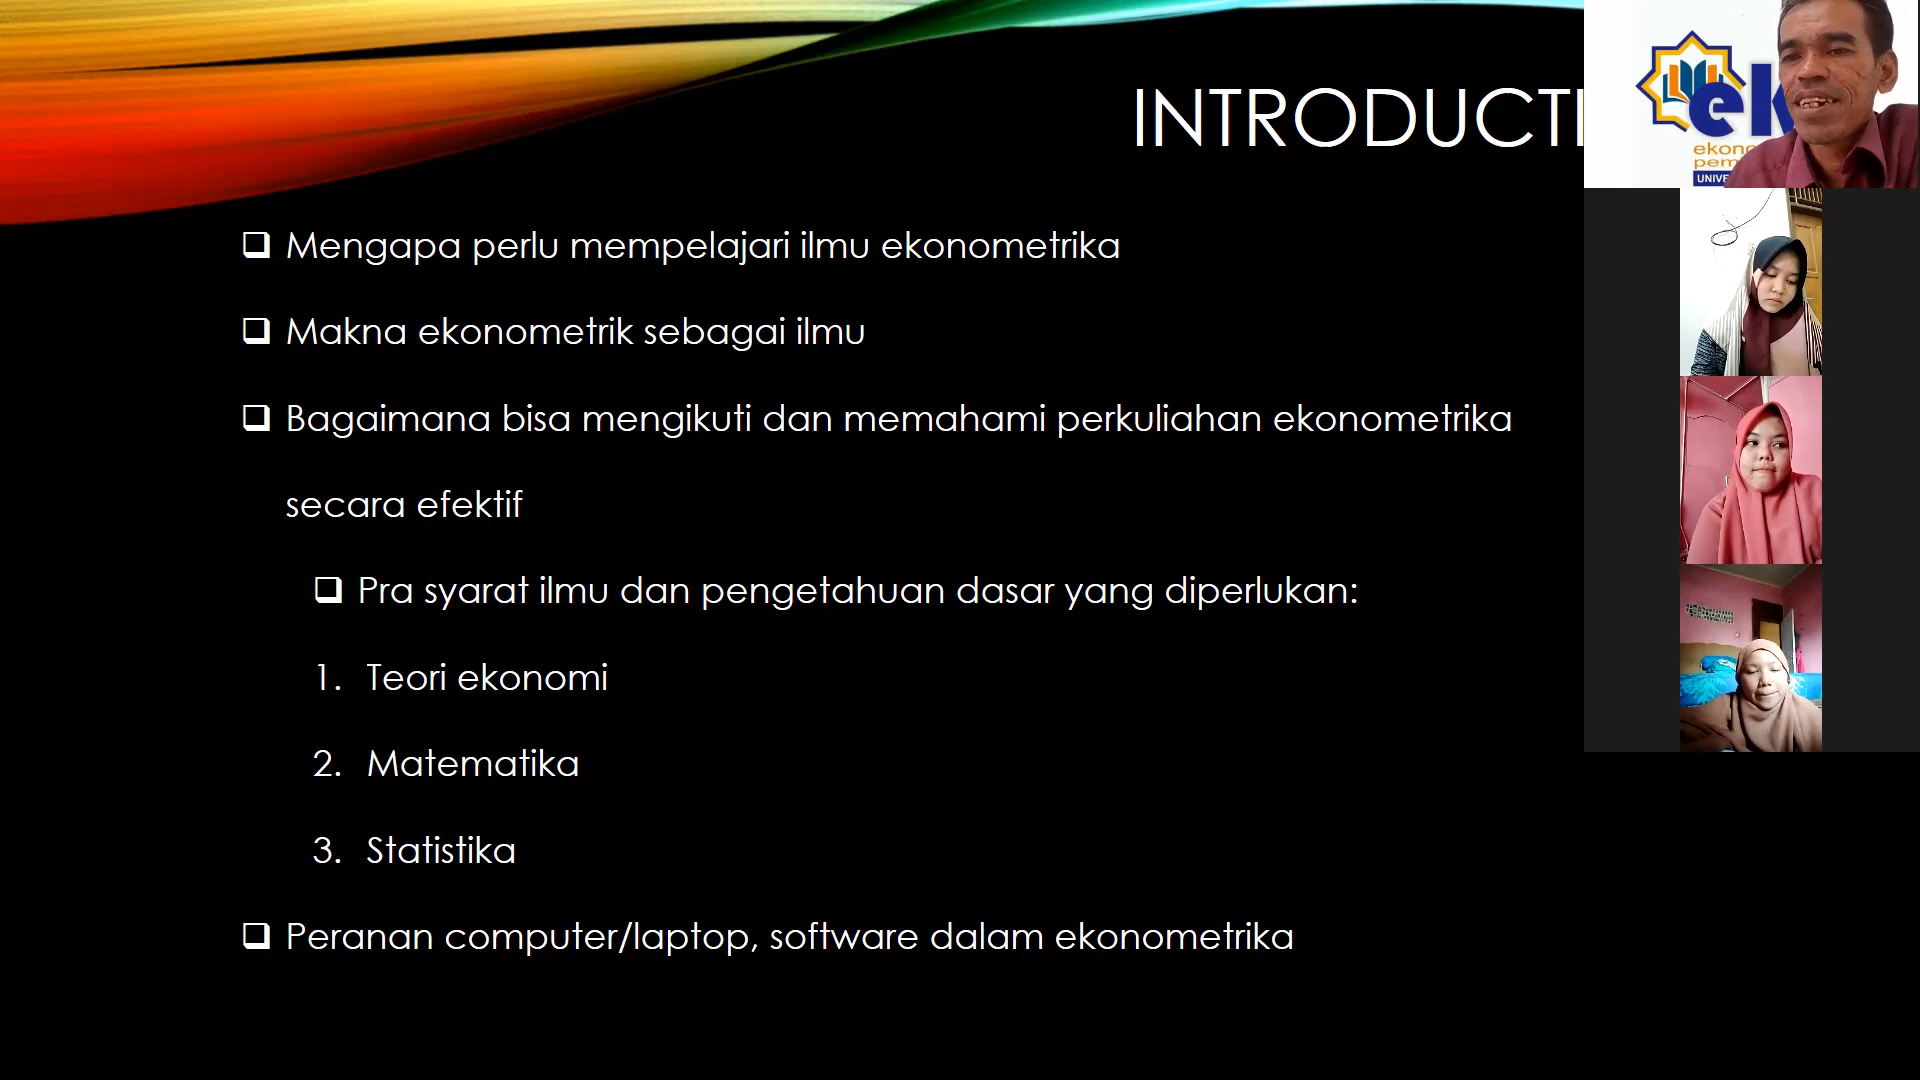 INTRODUCTI
❑ Mengapa perlu mempelajari ilmu ekonometrika
❑ Makna ekonometrik sebagai ilmu
❑ Bagaimana bisa mengikuti dan memahami perkuliahan ekonometrika
secara efektif
❑ Pra syarat ilmu dan pengetahuan dasar yang diperlukan:
1. Teori ekonomi
2. Matematika
3. Statistika
❑ Peranan computer/laptop, software dalam ekonometrika